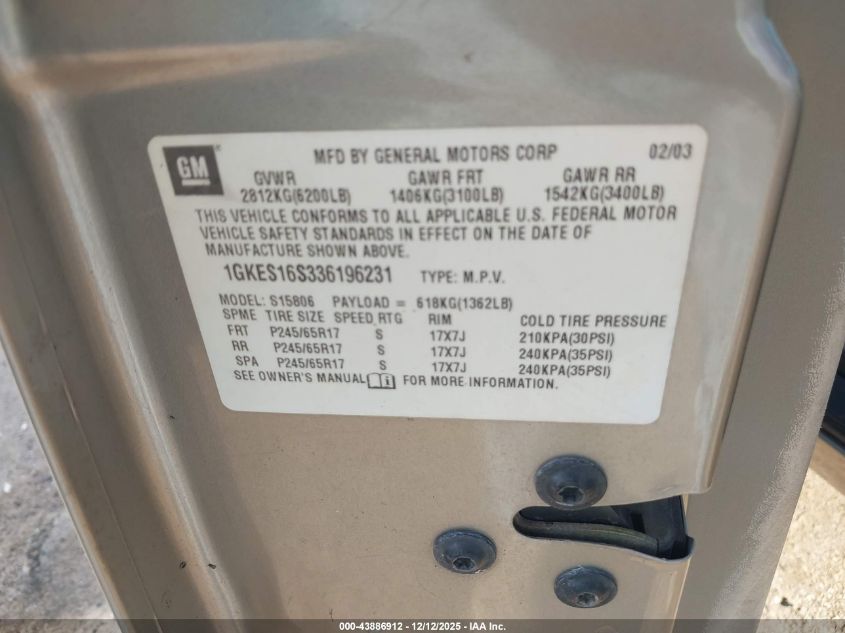 GM
MFD BY GENERAL MOTORS CORP 02/03
GVWR GAWR FRT GAWR RR
2812KG(6200LB) 1406KG(3100LB) 1542KG(3400LB)
THIS VEHICLE CONFORMS TO ALL APPLICABLE U.S. FEDERAL MOTOR
VEHICLE SAFETY STANDARDS IN EFFECT ON THE DATE OF
MANUFACTURE SHOWN ABOVE.
1GKES16S336196231 TYPE: M.P.V.
MODEL: S15806 PAYLOAD = 618KG(1362LB)
SPME TIRE SIZE SPEED RTG RIM COLD TIRE PRESSURE
FRT P245/65R17 S 17X7J 210KPA(30PSI)
RR P245/65R17 S 17X7J 240KPA(35PSI)
SPA P245/65R17 S 17X7J 240KPA(35PSI)
SEE OWNER'S MANUAL FOR MORE INFORMATION.
000-43886912 - 12/12/2025 - IAA Inc.